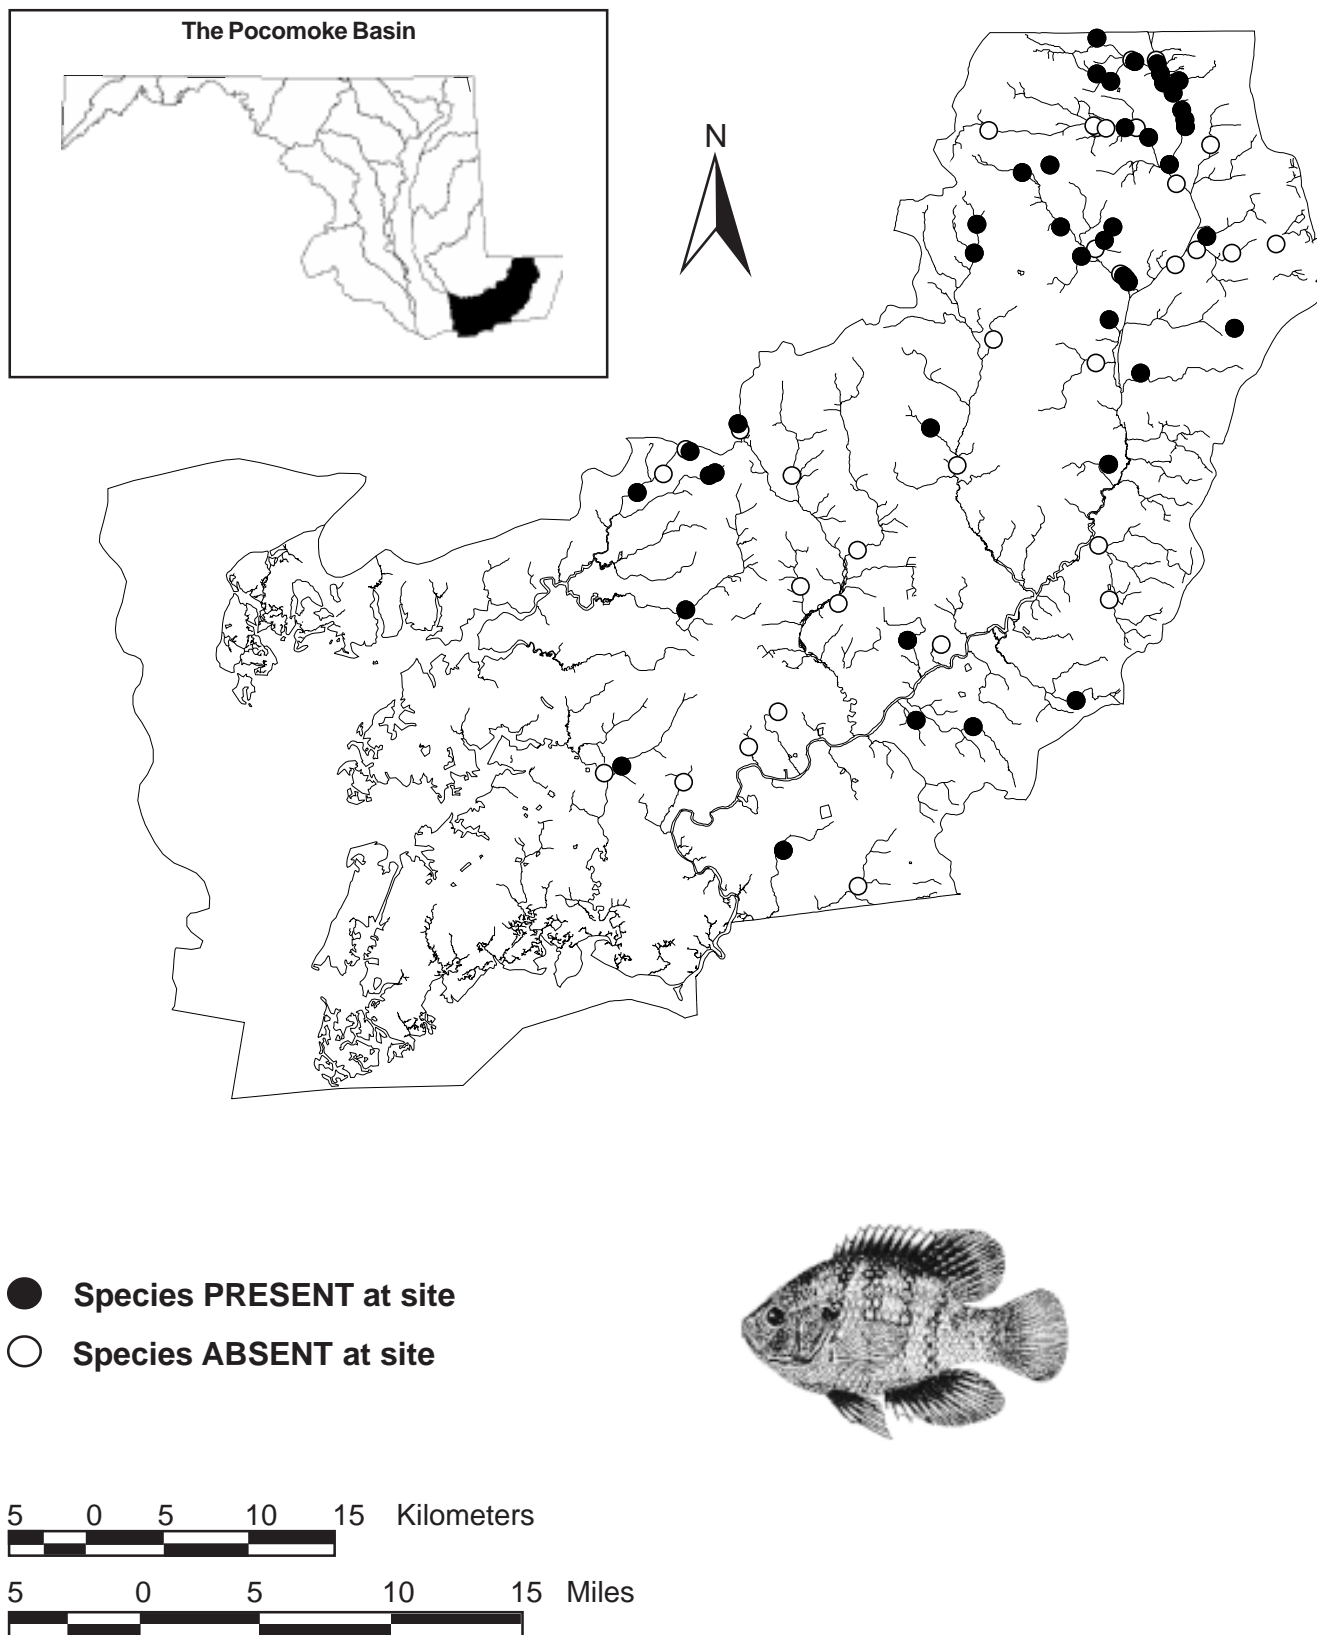 The Pocomoke Basin
N
Species PRESENT at site
Species ABSENT at site
5 0 5 10 15 Kilometers
5 0 5 10 15 Miles